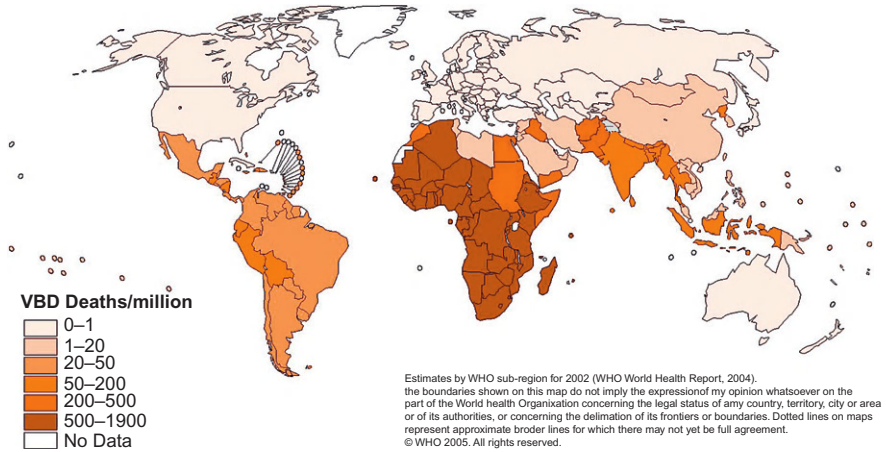 VBD Deaths/million
0–1
1–20
20–50
50–200
200–500
500–1900
No Data
Estimates by WHO sub-region for 2002 (WHO World Health Report, 2004).
the boundaries shown on this map do not imply the expressionof my opinion whatsoever on the
part of the World health Organixation concerning the legal status of amy country, territory, city or area
or of its authorities, or concerning the delimation of its frontiers or boundaries. Dotted lines on maps
represent approximate broder lines for which there may not yet be full agreement.
© WHO 2005. All rights reserved.